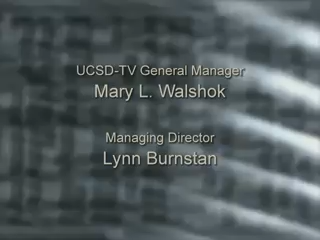 UCSD-TV General Manager
Mary L. Walshok
Managing Director
Lynn Burnstan